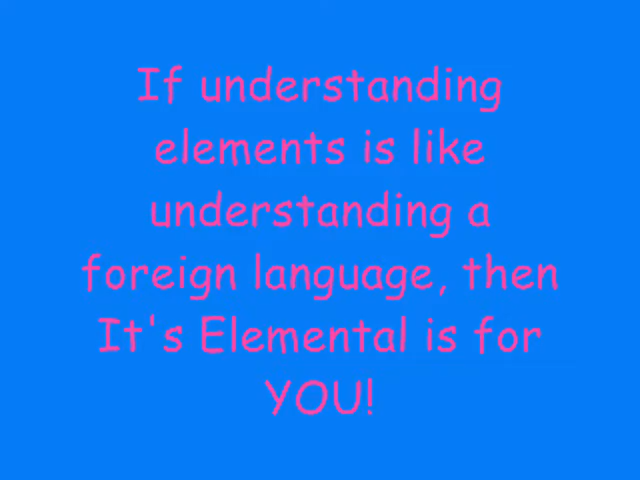 If understanding
elements is like
understanding a
foreign language, then
It's Elemental is for
YOU!